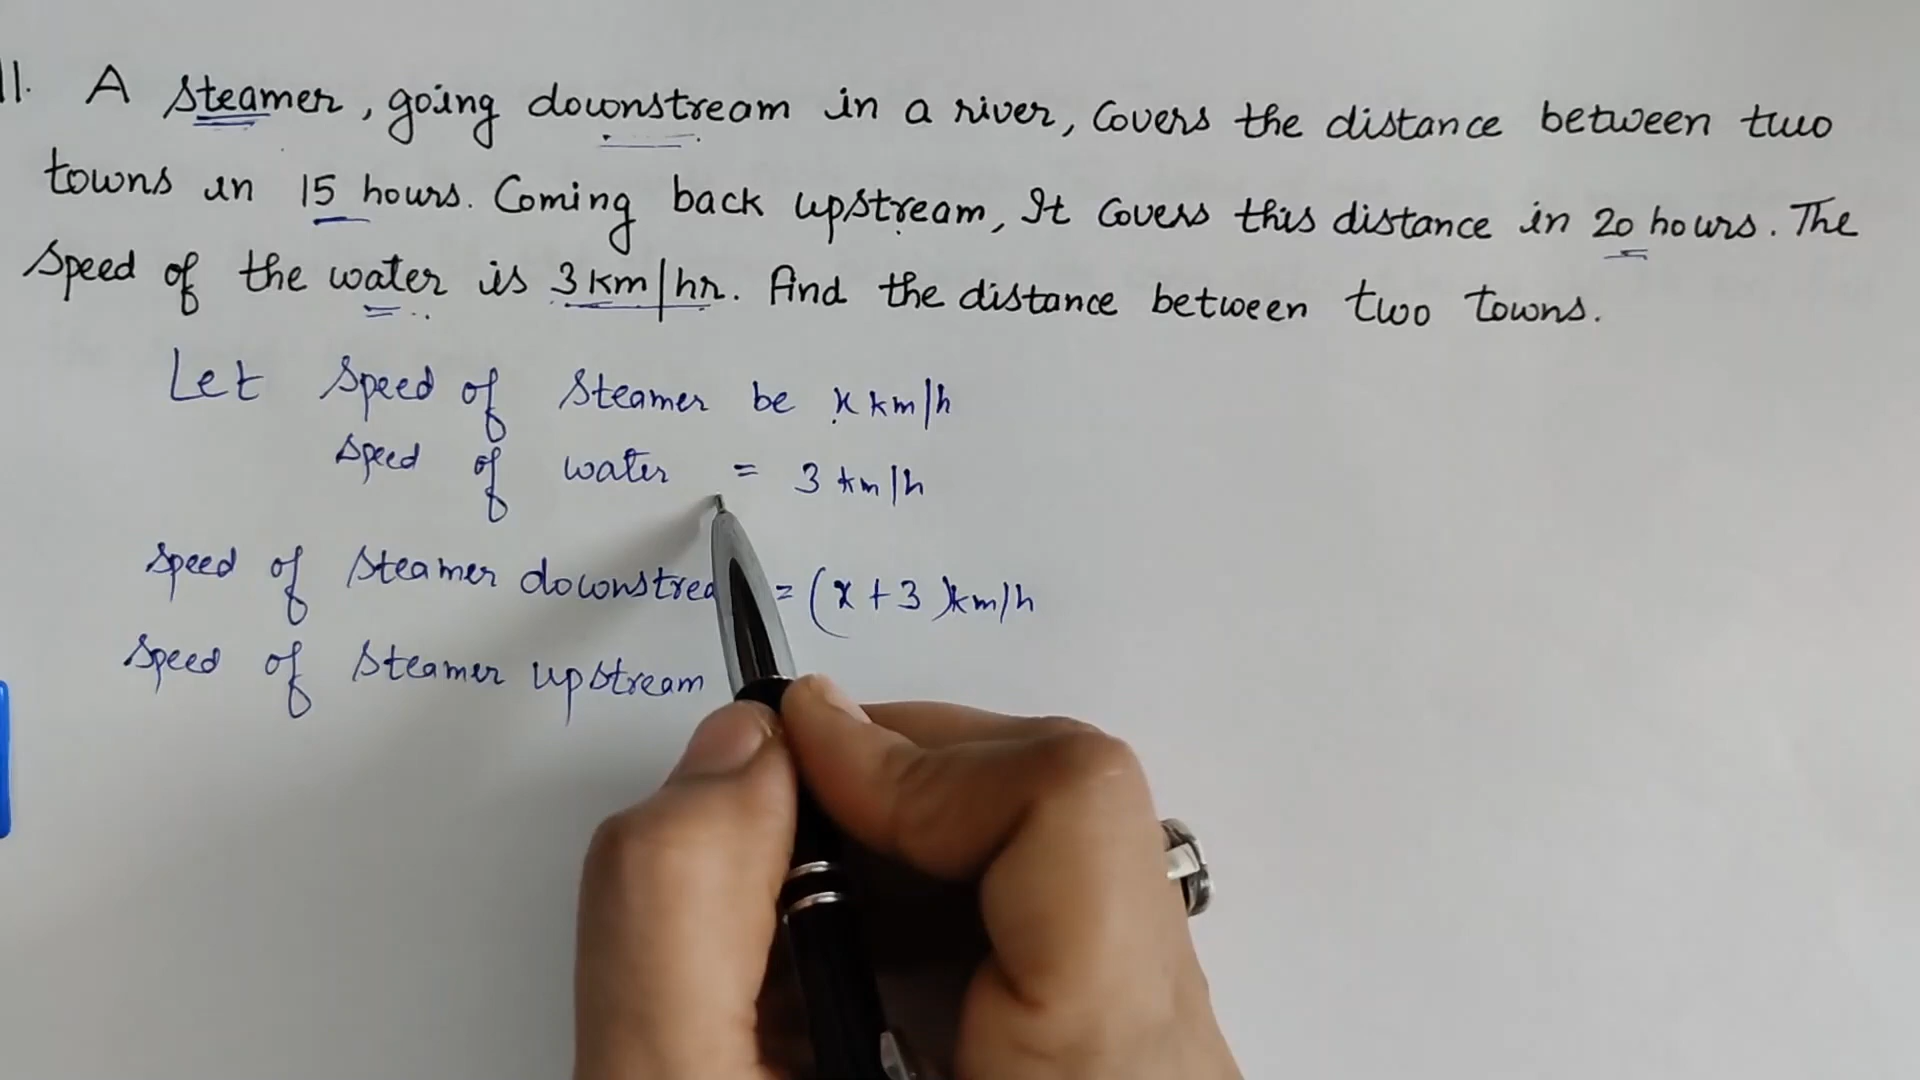 11. A steamer, going downstream in a river, Covers the distance between two
towns in 15 hours. Coming back upstream, It Covers this distance in 20 hours. The
Speed of the water is 3 km/hr. find the distance between two towns.
Let speed of steamer be x km/h
speed of water = 3 km/h
speed of steamer downstrea = (x+3) km/h
speed of steamer upstream